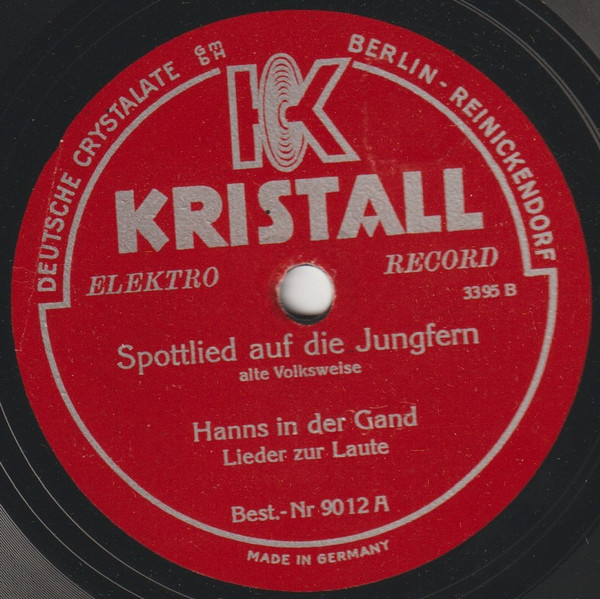 DEUTSCHE CRYSTALATE GmbH
BERLIN-REINICKENDORF
K
KRISTALL
ELEKTRO RECORD
3395 B
Spottlied auf die Jungfern
alte Volksweise
Hanns in der Gand
Lieder zur Laute
Best.-Nr 9012 A
MADE IN GERMANY